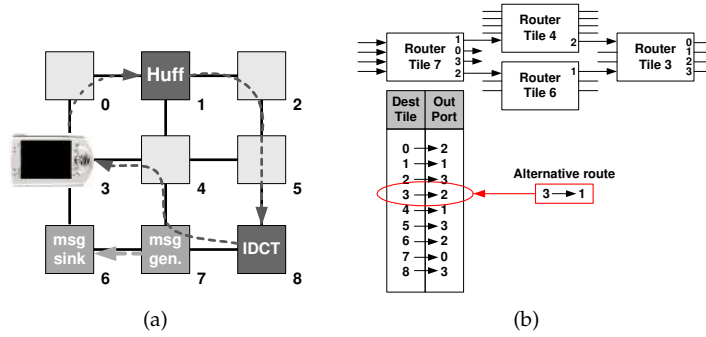 Huff
0
1
2
3
4
5
msg
sink
msg
gen.
IDCT
6
7
8
(a)
Router
Tile 7
1
0
3
2
Router
Tile 4
2
Router
Tile 6
1
Router
Tile 3
0
1
2
3
Dest Out
Tile Port
0 → 2
1 → 1
2 → 3
3 → 2
4 → 1
5 → 3
6 → 2
7 → 0
8 → 3
Alternative route
3 → 1
(b)